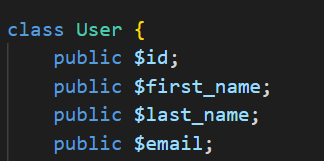 class User {
    public $id;
    public $first_name;
    public $last_name;
    public $email;